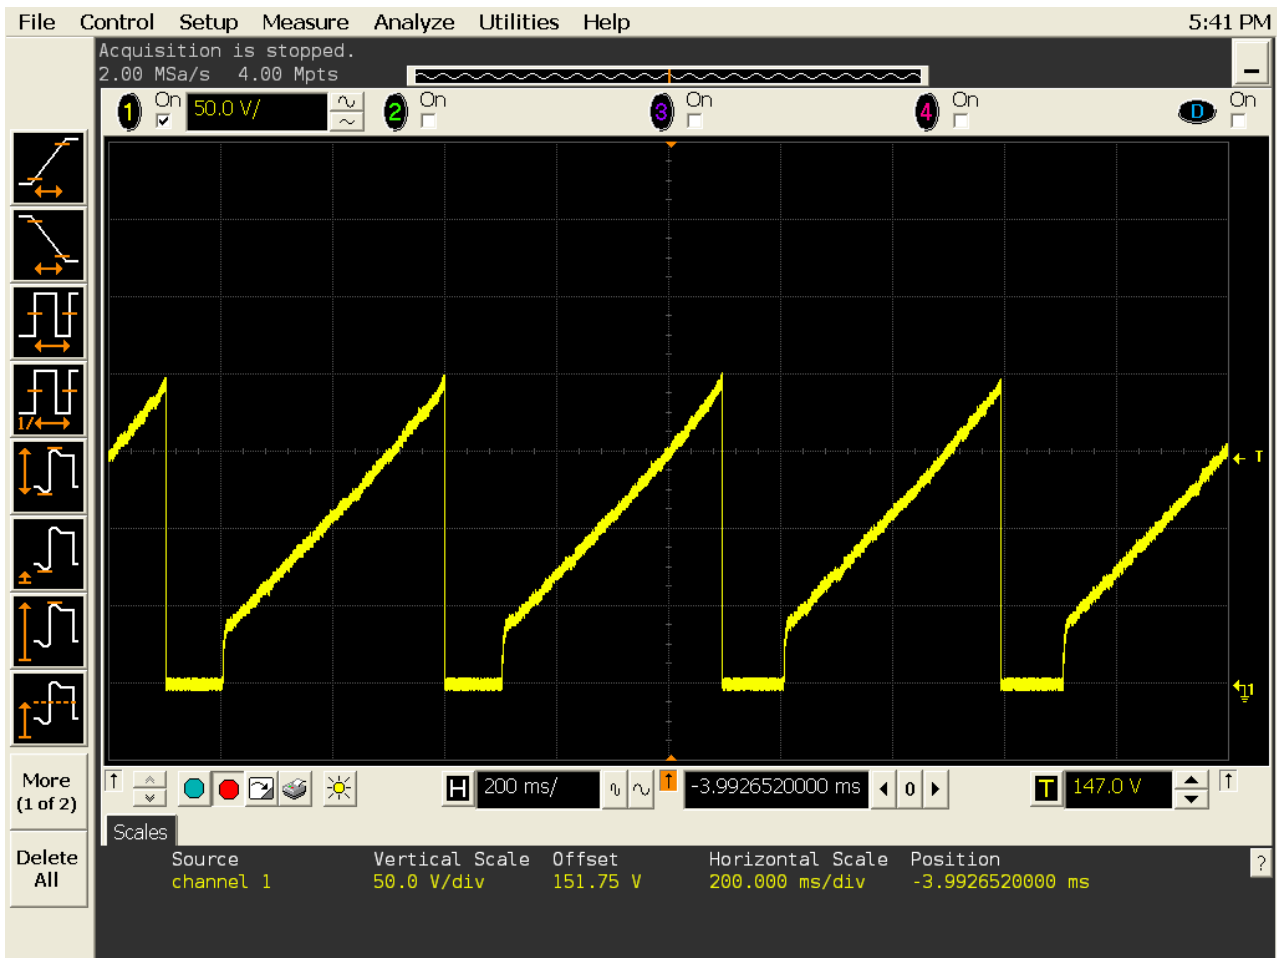 File Control Setup Measure Analyze Utilities Help 5:41 PM
Acquisition is stopped.
2.00 MSa/s 4.00 Mpts
1 On 50.0 V/ 2 On 3 On 4 On D On
1/
T
1
More
(1 of 2)
Delete
All
H 200 ms/ -3.9926520000 ms 0 T 147.0 V
Scales
Source Vertical Scale Offset Horizontal Scale Position ?
channel 1 50.0 V/div 151.75 V 200.000 ms/div -3.9926520000 ms